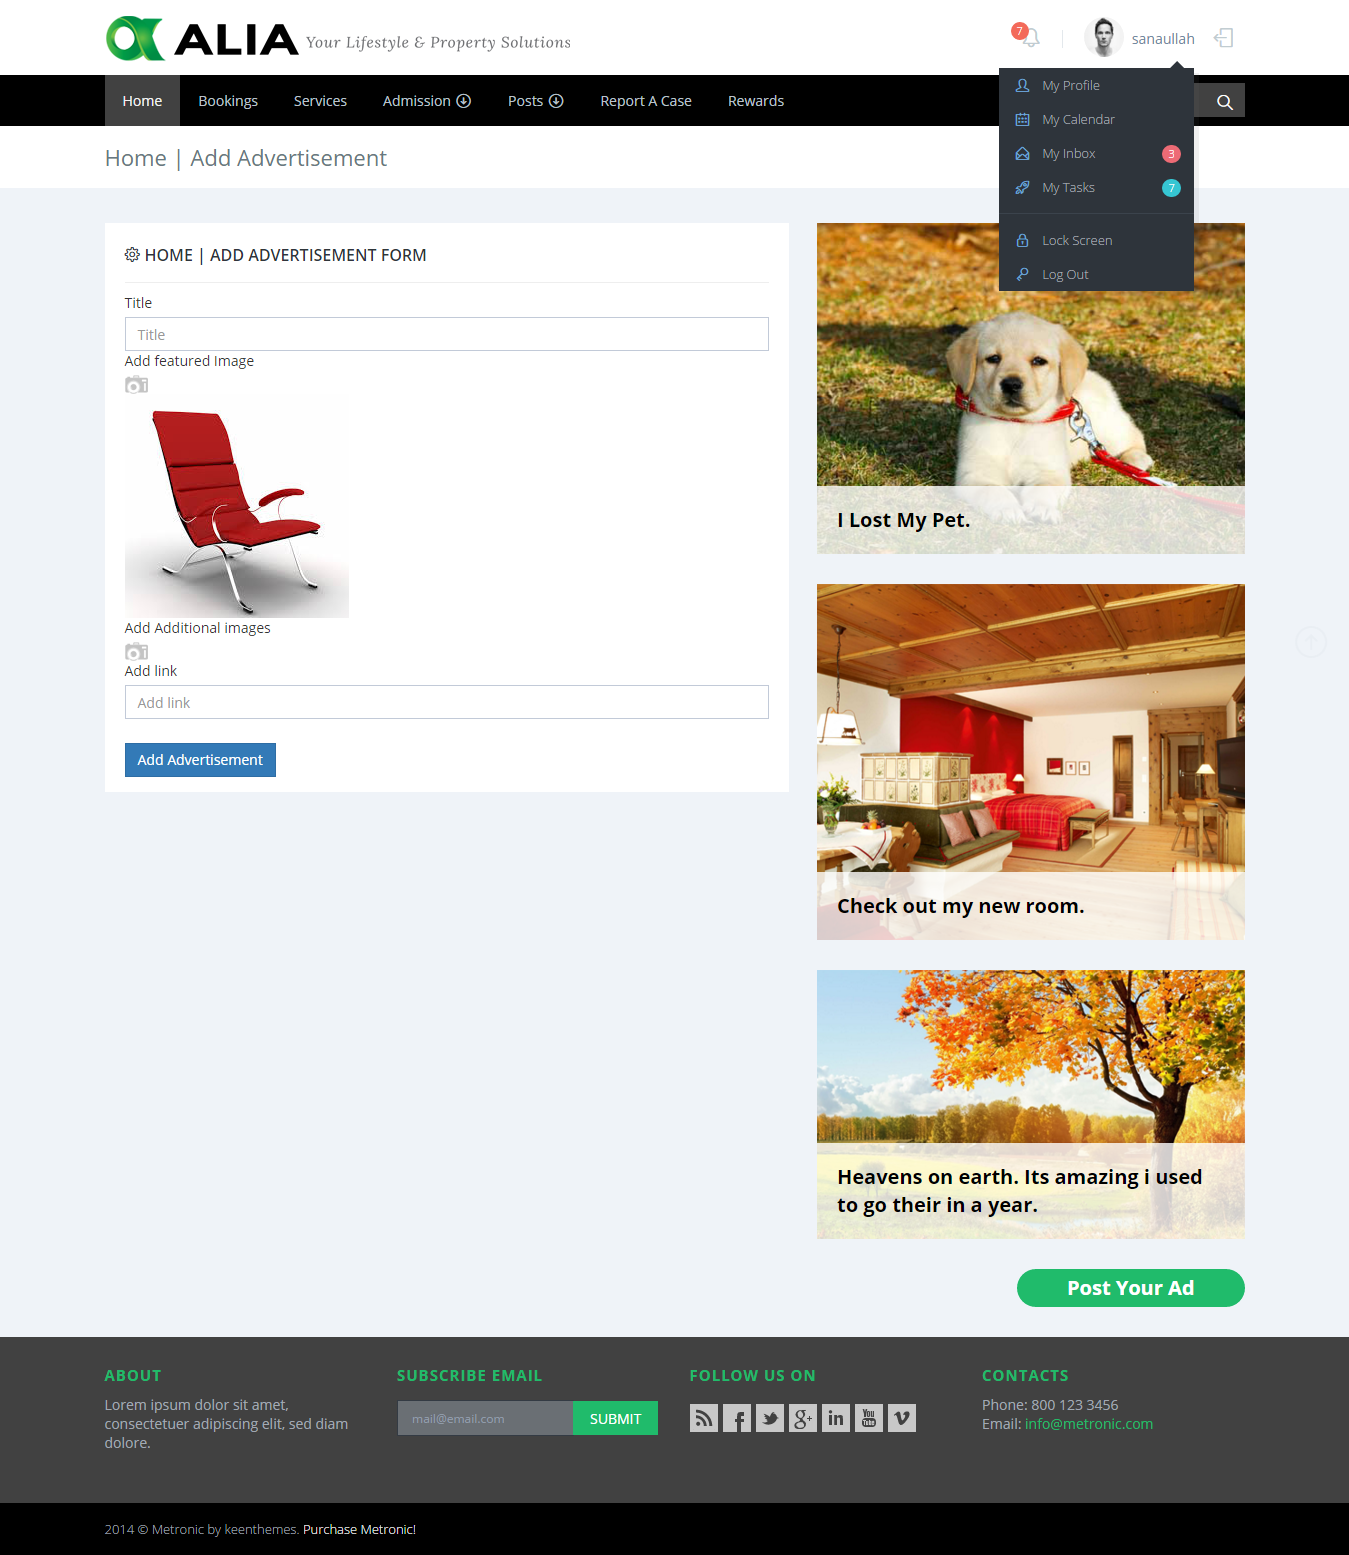 ALIA Your Lifestyle & Property Solutions
7
sanaullah
Home
Bookings
Services
Admission
Posts
Report A Case
Rewards
My Profile
My Calendar
My Inbox 3
My Tasks 7
Lock Screen
Log Out
Home | Add Advertisement
HOME | ADD ADVERTISEMENT FORM
Title
Title
Add featured Image
Add Additional images
Add link
Add link
Add Advertisement
I Lost My Pet.
Check out my new room.
Heavens on earth. Its amazing i used
to go their in a year.
Post Your Ad
ABOUT
Lorem ipsum dolor sit amet,
consectetuer adipiscing elit, sed diam
dolore.
SUBSCRIBE EMAIL
mail@email.com
SUBMIT
FOLLOW US ON
g+
in
You
Tube
CONTACTS
Phone: 800 123 3456
Email: info@metronic.com
2014 © Metronic by keenthemes. Purchase Metronic!